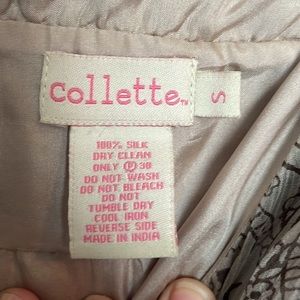 collette™
S
100% SILK
DRY CLEAN
ONLY Ⓟ 30
DO NOT WASH
DO NOT BLEACH
DO NOT
TUMBLE DRY
COOL IRON
REVERSE SIDE
MADE IN INDIA